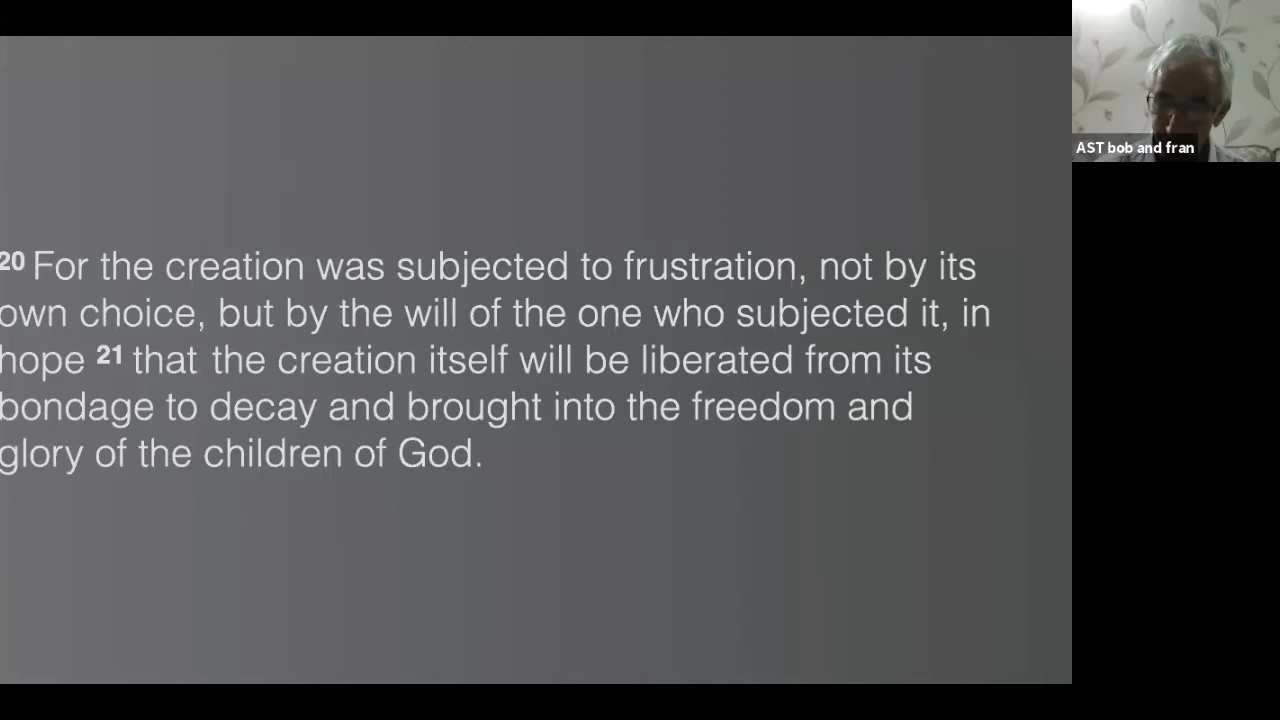 20 For the creation was subjected to frustration, not by its
own choice, but by the will of the one who subjected it, in
hope 21 that the creation itself will be liberated from its
bondage to decay and brought into the freedom and
glory of the children of God.
AST bob and fran